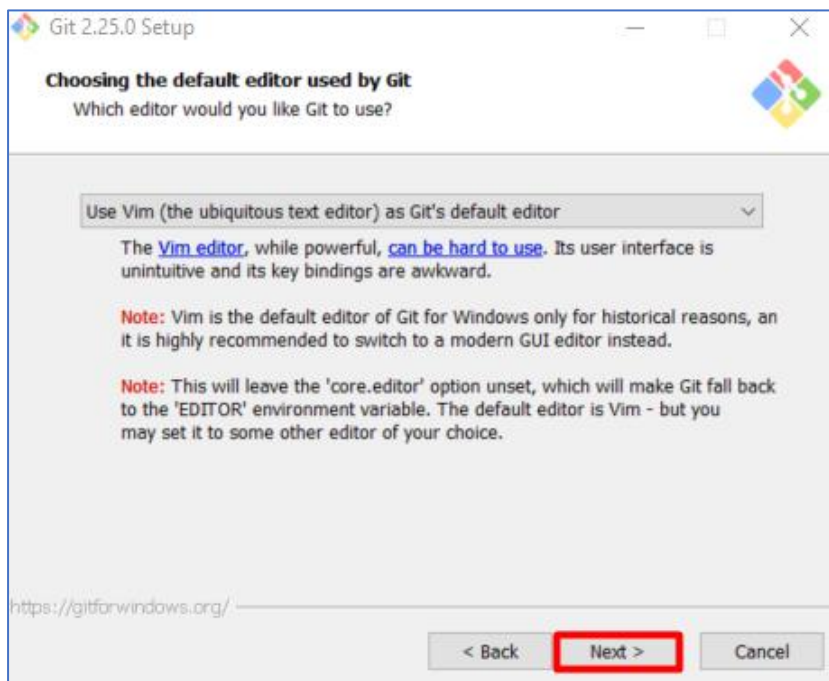 Git 2.25.0 Setup
Choosing the default editor used by Git
Which editor would you like Git to use?
Use Vim (the ubiquitous text editor) as Git's default editor
The Vim editor, while powerful, can be hard to use. Its user interface is
unintuitive and its key bindings are awkward.
Note: Vim is the default editor of Git for Windows only for historical reasons, an
it is highly recommended to switch to a modern GUI editor instead.
Note: This will leave the 'core.editor' option unset, which will make Git fall back
to the 'EDITOR' environment variable. The default editor is Vim - but you
may set it to some other editor of your choice.
https://gitforwindows.org/
< Back Next > Cancel